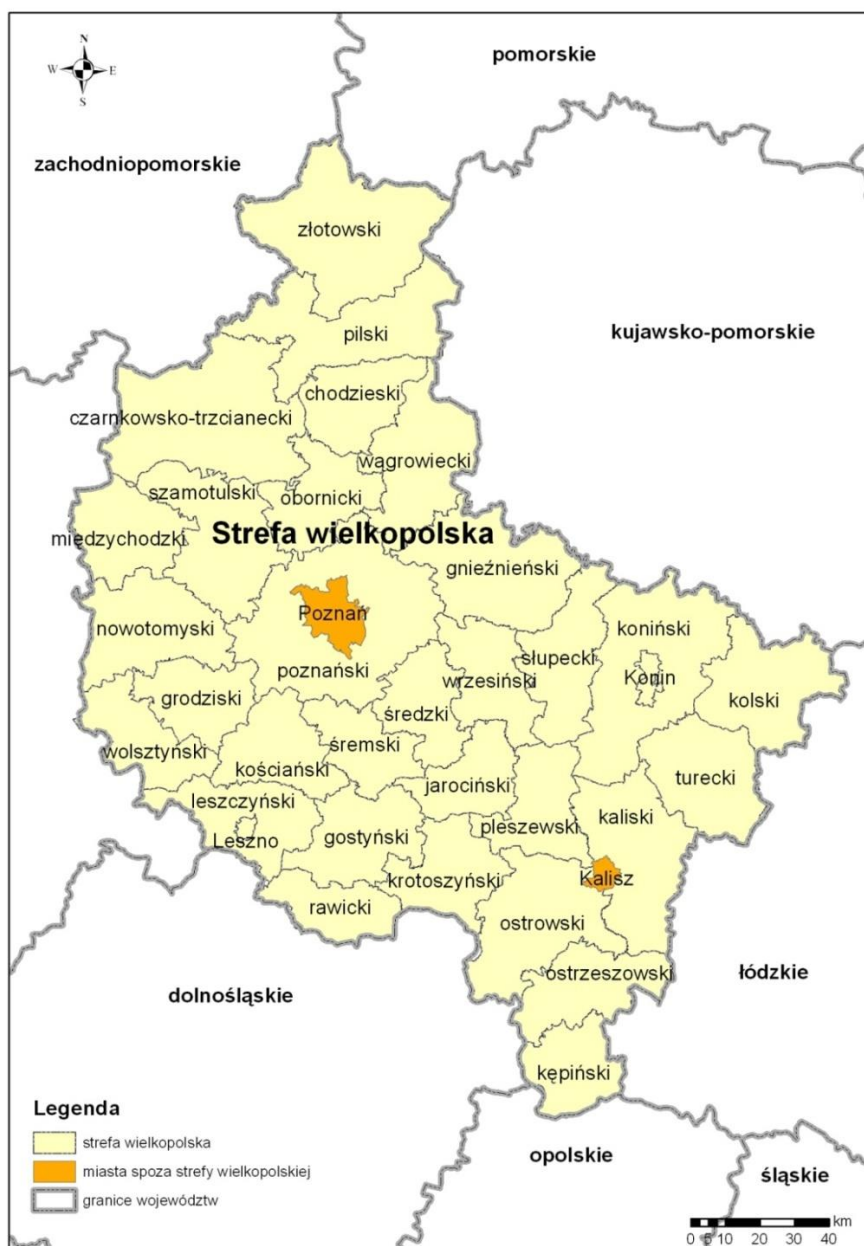 N
W E
S
pomorskie
zachodniopomorskie
złotowski
kujawsko-pomorskie
pilski
chodzieski
czarnkowsko-trzcianecki
wągrowiecki
szamotulski
obornicki
Strefa wielkopolska
międzychodzki
gnieźnieński
Poznań
nowotomyski
koniński
słupecki
poznański
wrzesiński
Konin
grodziski
kolski
średzki
wolsztyński
śremski
kościański
jarociński
turecki
leszczyński
kaliski
pleszewski
gostyński
Leszno
krotoszyński
Kalisz
rawicki
ostrowski
ostrzeszowski
łódzkie
dolnośląskie
kępiński
Legenda
strefa wielkopolska
miasta spoza strefy wielkopolskiej
granice województw
opolskie
śląskie
km
0 5 10 20 30 40